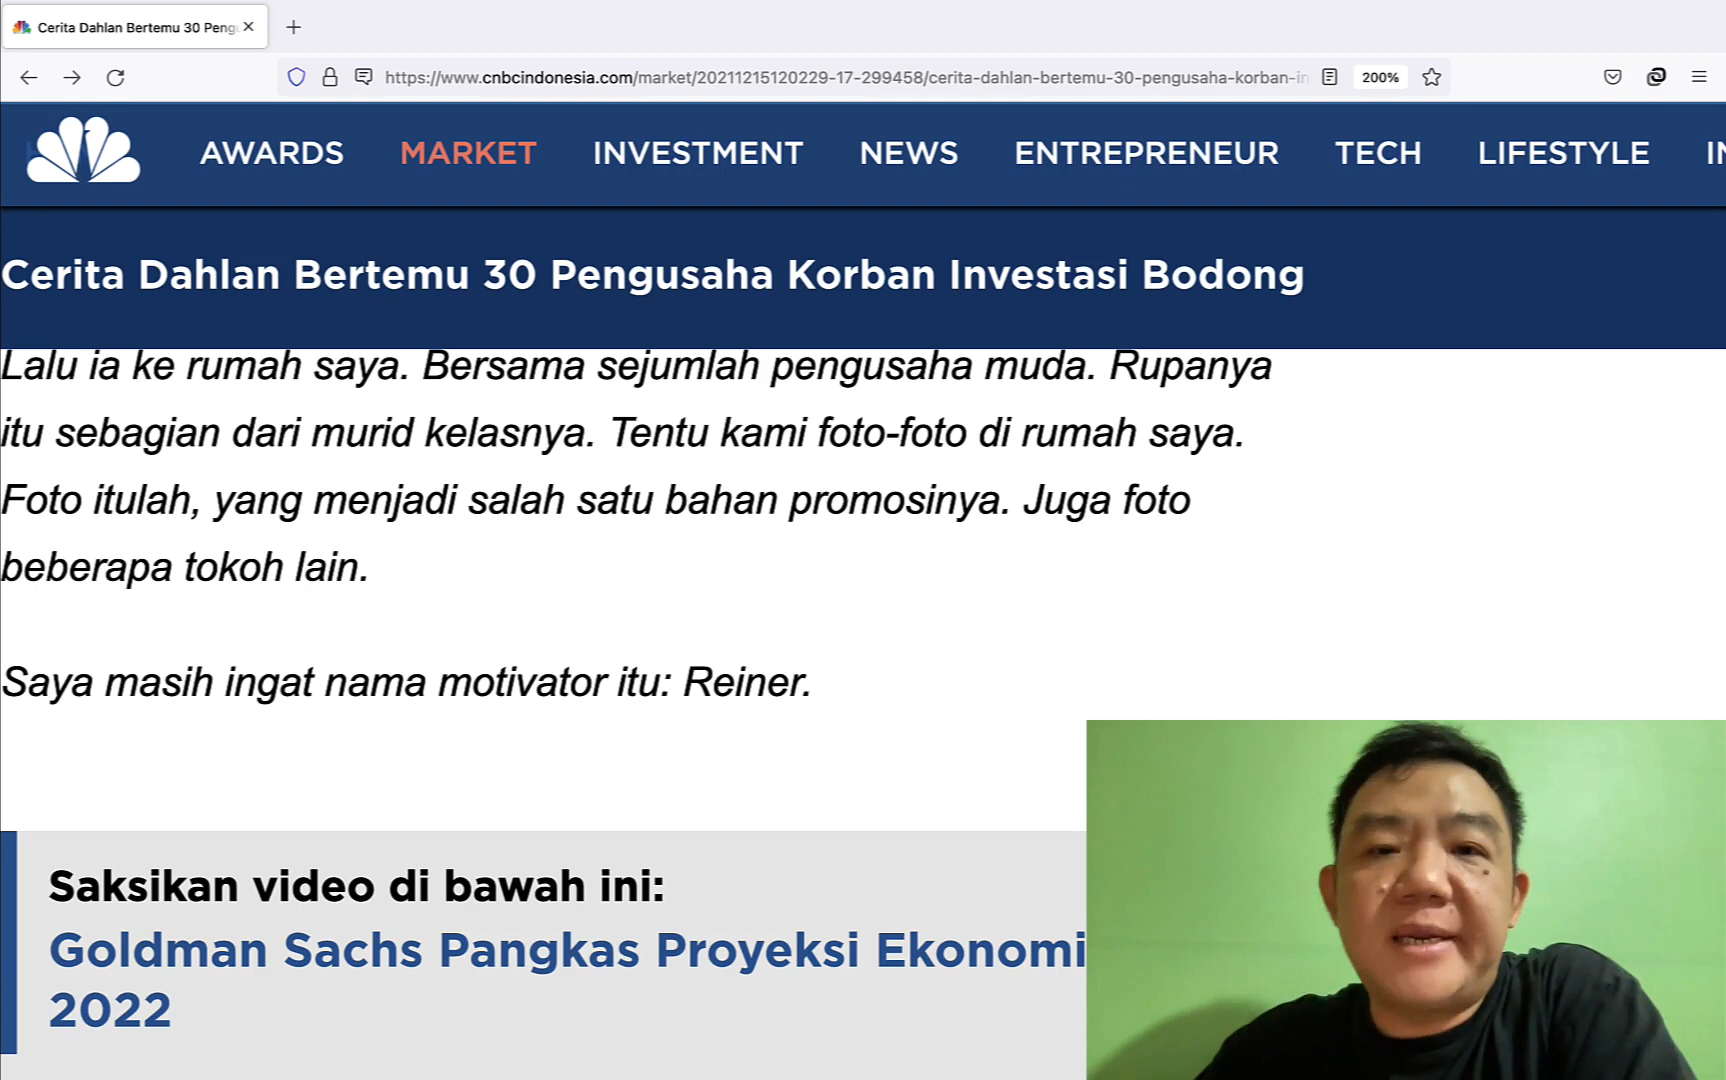 Cerita Dahlan Bertemu 30 Peng
https://www.cnbcindonesia.com/market/20211215120229-17-299458/cerita-dahlan-bertemu-30-pengusaha-korban-in
200%
AWARDS MARKET INVESTMENT NEWS ENTREPRENEUR TECH LIFESTYLE
Cerita Dahlan Bertemu 30 Pengusaha Korban Investasi Bodong
Lalu ia ke rumah saya. Bersama sejumlah pengusaha muda. Rupanya
itu sebagian dari murid kelasnya. Tentu kami foto-foto di rumah saya.
Foto itulah, yang menjadi salah satu bahan promosinya. Juga foto
beberapa tokoh lain.
Saya masih ingat nama motivator itu: Reiner.
Saksikan video di bawah ini:
Goldman Sachs Pangkas Proyeksi Ekonomi
2022